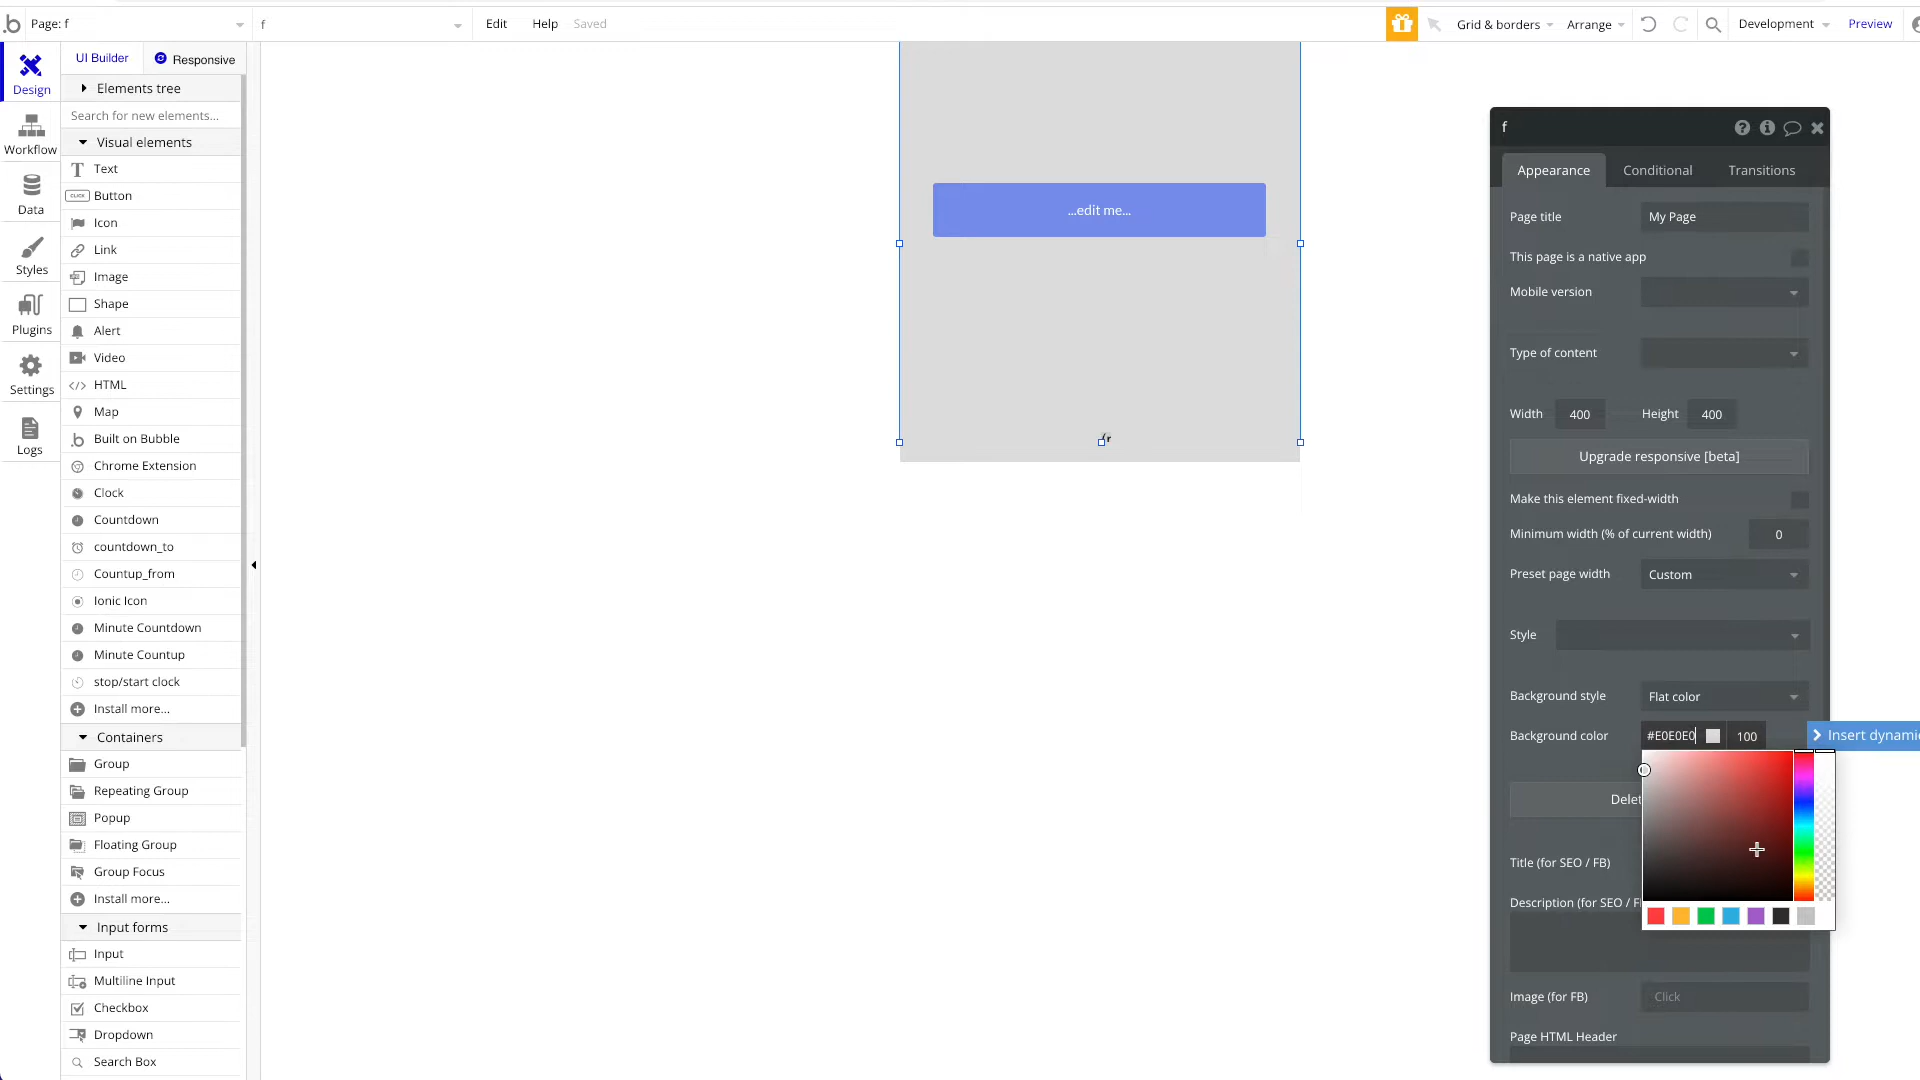 Page: f
f
Edit
Help
Saved
Grid & borders
Arrange
Development
Preview
UI Builder
Responsive
Design
Workflow
Data
Styles
Plugins
Settings
Logs
Elements tree
Search for new elements...
Visual elements
Text
CLICK
Button
Icon
Link
Image
Shape
Alert
Video
HTML
Map
Built on Bubble
Chrome Extension
Clock
Countdown
countdown_to
Countup_from
Ionic Icon
Minute Countdown
Minute Countup
stop/start clock
Install more...
Containers
Group
Repeating Group
Popup
Floating Group
Group Focus
Install more...
Input forms
Input
Multiline Input
Checkbox
Dropdown
Search Box
...edit me...
f
Appearance
Conditional
Transitions
Page title
My Page
This page is a native app
Mobile version
Type of content
Width
400
Height
400
Upgrade responsive [beta]
Make this element fixed-width
Minimum width (% of current width)
0
Preset page width
Custom
Style
Background style
Flat color
Background color
#E0E0E0
100
Insert dynamic
Delet
Title (for SEO / FB)
Description (for SEO / F
Image (for FB)
Click
Page HTML Header